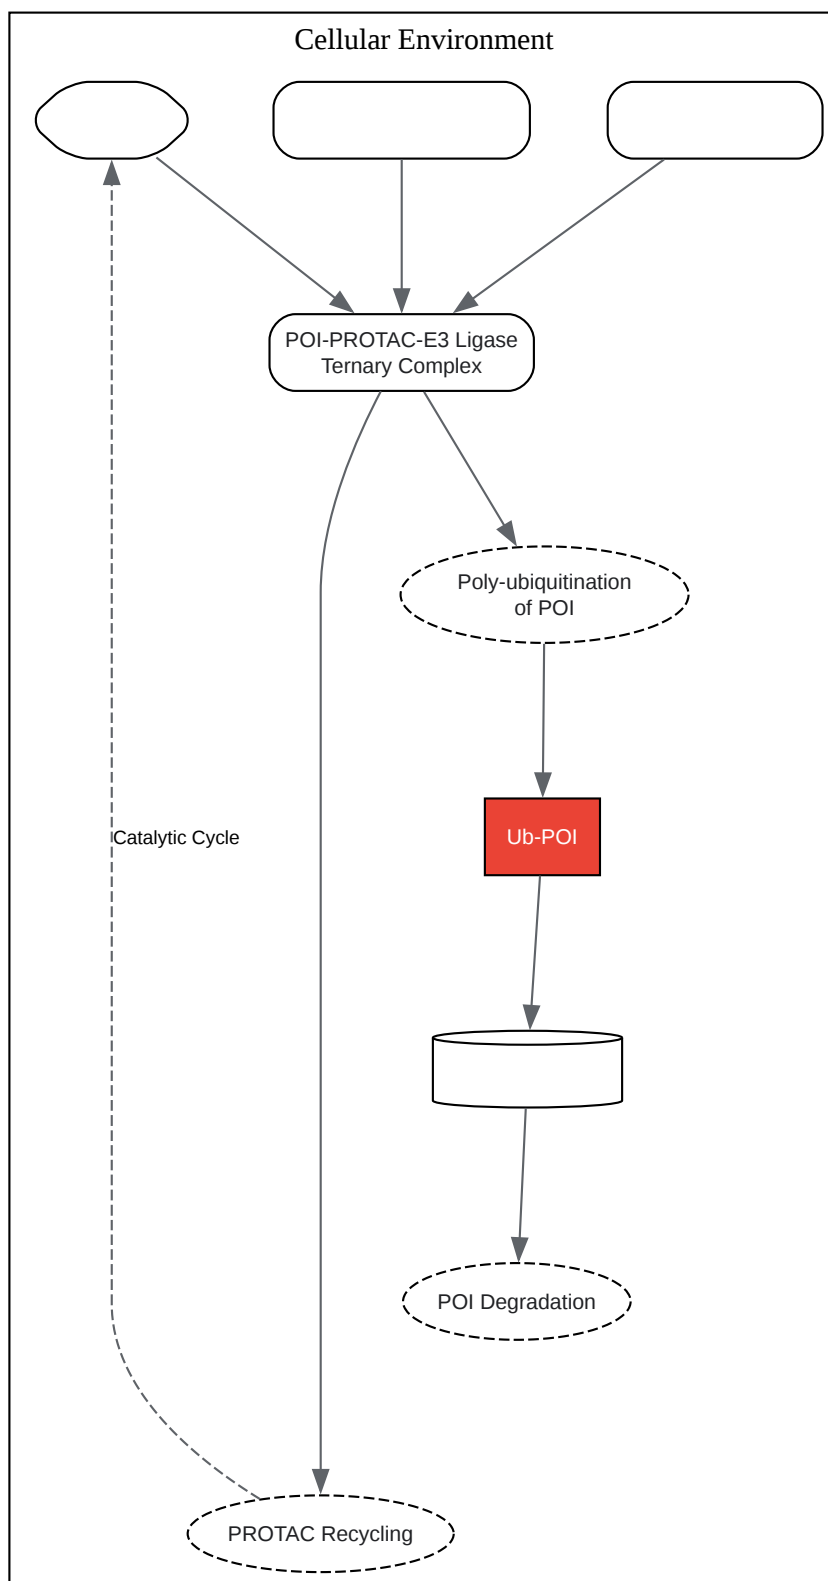 Cellular Environment
POI-PROTAC-E3 Ligase
Ternary Complex
Poly-ubiquitination
of POI
Ub-POI
Catalytic Cycle
POI Degradation
PROTAC Recycling